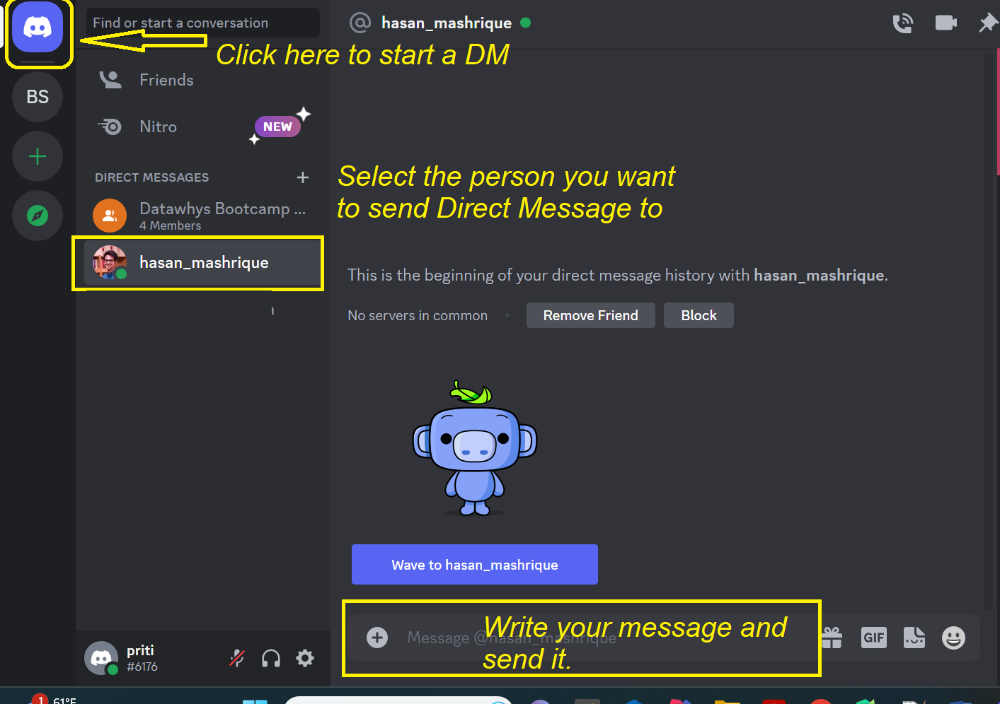 Find or start a conversation
hasan_mashrique
Click here to start a DM
BS
Friends
Nitro
NEW
DIRECT MESSAGES
Select the person you want
to send Direct Message to
Datawhys Bootcamp ...
4 Members
hasan_mashrique
This is the beginning of your direct message history with hasan_mashrique.
No servers in common
Remove Friend
Block
Wave to hasan_mashrique
Message @hasan_mashrique
Write your message and
send it.
GIF
priti
#6176
1
61°F